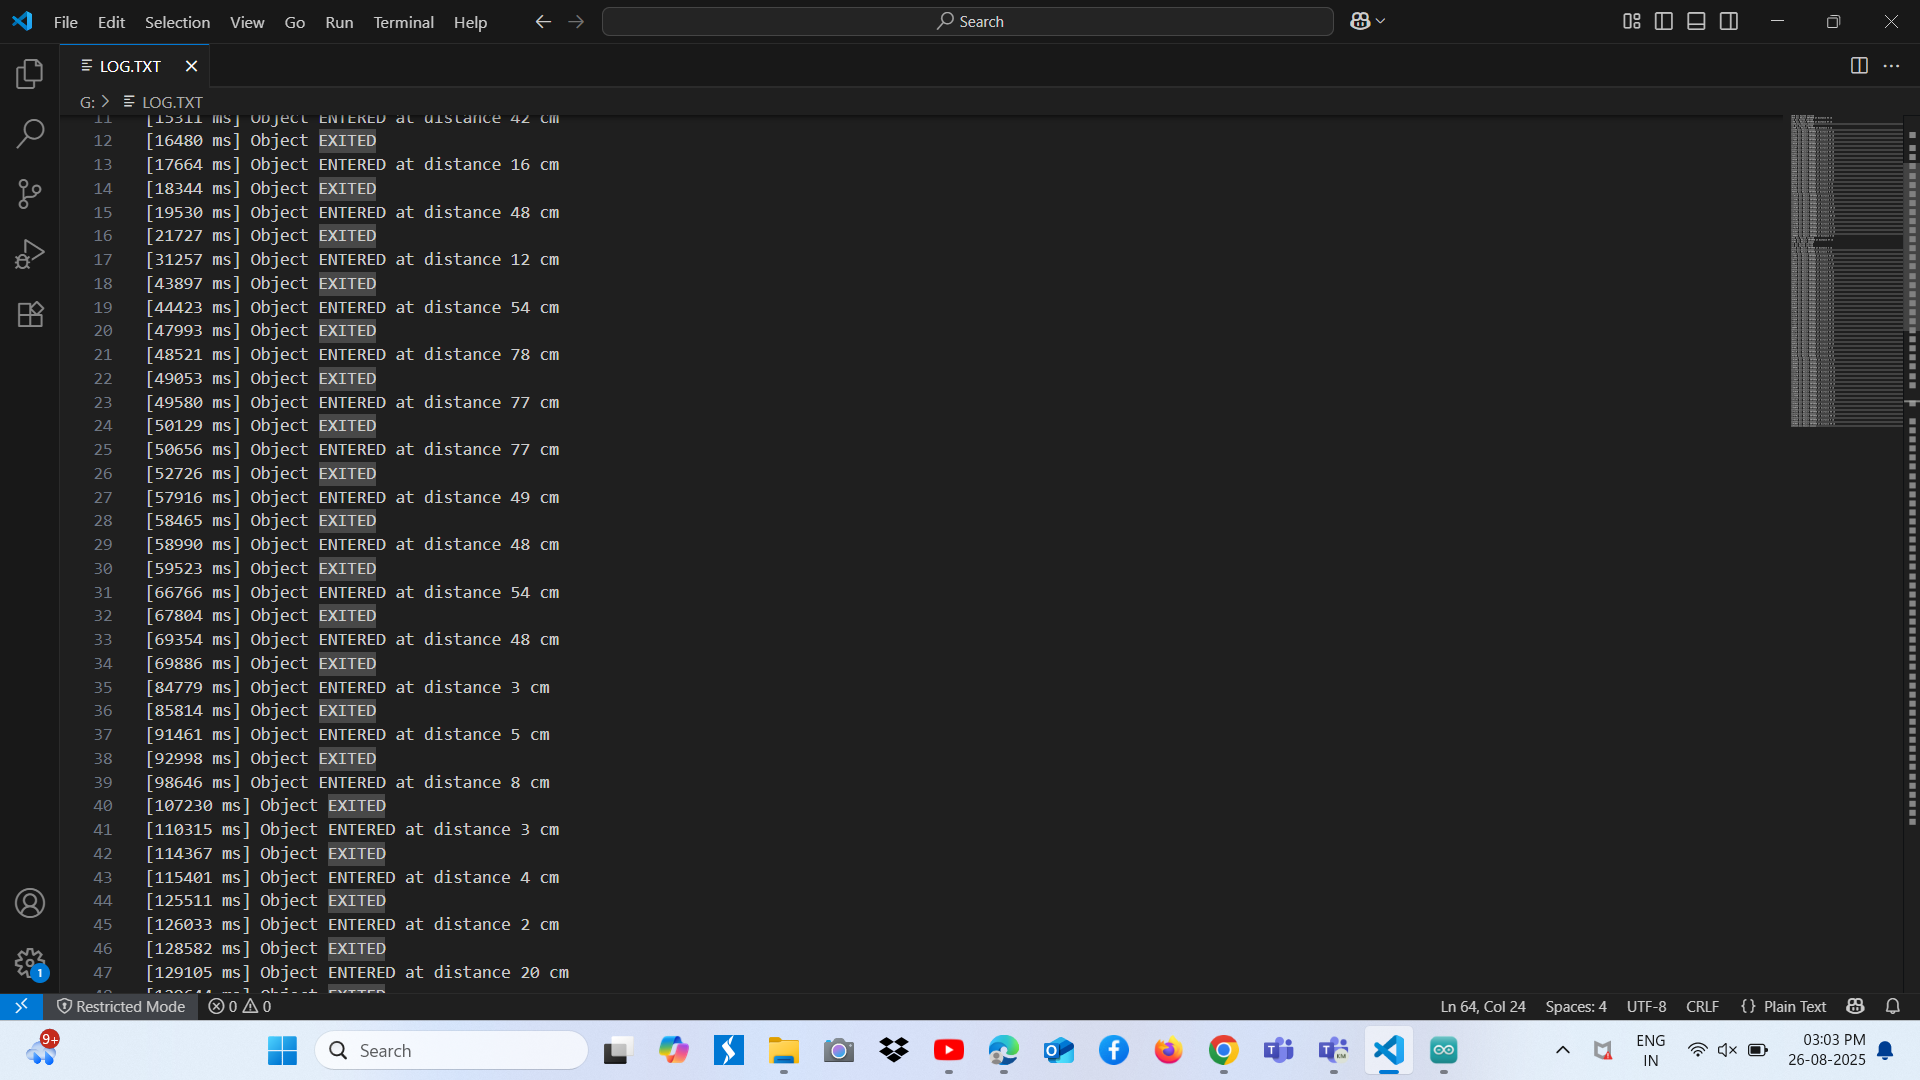 File Edit Selection View Go Run Terminal Help Search
LOG.TXT
G: LOG.TXT
11 [15311 ms] Object ENTERED at distance 42 cm
12 [16480 ms] Object EXITED
13 [17664 ms] Object ENTERED at distance 16 cm
14 [18344 ms] Object EXITED
15 [19530 ms] Object ENTERED at distance 48 cm
16 [21727 ms] Object EXITED
17 [31257 ms] Object ENTERED at distance 12 cm
18 [43897 ms] Object EXITED
19 [44423 ms] Object ENTERED at distance 54 cm
20 [47993 ms] Object EXITED
21 [48521 ms] Object ENTERED at distance 78 cm
22 [49053 ms] Object EXITED
23 [49580 ms] Object ENTERED at distance 77 cm
24 [50129 ms] Object EXITED
25 [50656 ms] Object ENTERED at distance 77 cm
26 [52726 ms] Object EXITED
27 [57916 ms] Object ENTERED at distance 49 cm
28 [58465 ms] Object EXITED
29 [58990 ms] Object ENTERED at distance 48 cm
30 [59523 ms] Object EXITED
31 [66766 ms] Object ENTERED at distance 54 cm
32 [67804 ms] Object EXITED
33 [69354 ms] Object ENTERED at distance 48 cm
34 [69886 ms] Object EXITED
35 [84779 ms] Object ENTERED at distance 3 cm
36 [85814 ms] Object EXITED
37 [91461 ms] Object ENTERED at distance 5 cm
38 [92998 ms] Object EXITED
39 [98646 ms] Object ENTERED at distance 8 cm
40 [107230 ms] Object EXITED
41 [110315 ms] Object ENTERED at distance 3 cm
42 [114367 ms] Object EXITED
43 [115401 ms] Object ENTERED at distance 4 cm
44 [125511 ms] Object EXITED
45 [126033 ms] Object ENTERED at distance 2 cm
46 [128582 ms] Object EXITED
47 [129105 ms] Object ENTERED at distance 20 cm
1
Restricted Mode 0 0 Ln 64, Col 24 Spaces: 4 UTF-8 CRLF {} Plain Text
9+ Search ENG IN 03:03 PM
26-08-2025